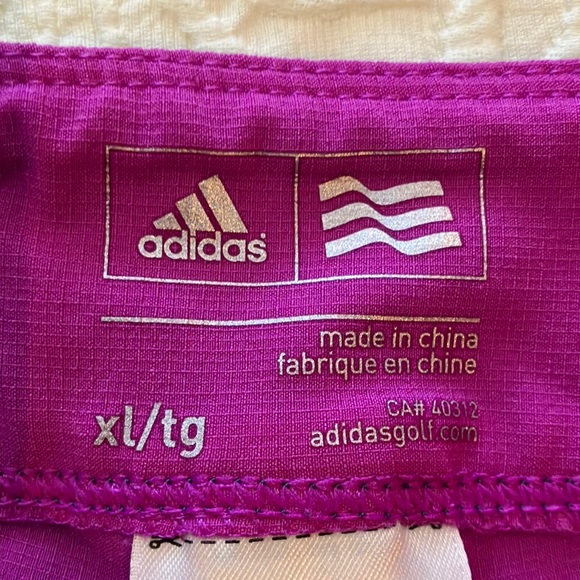 adidas
made in china
fabrique en chine
xl/tg
CA# 40312
adidasgolf.com